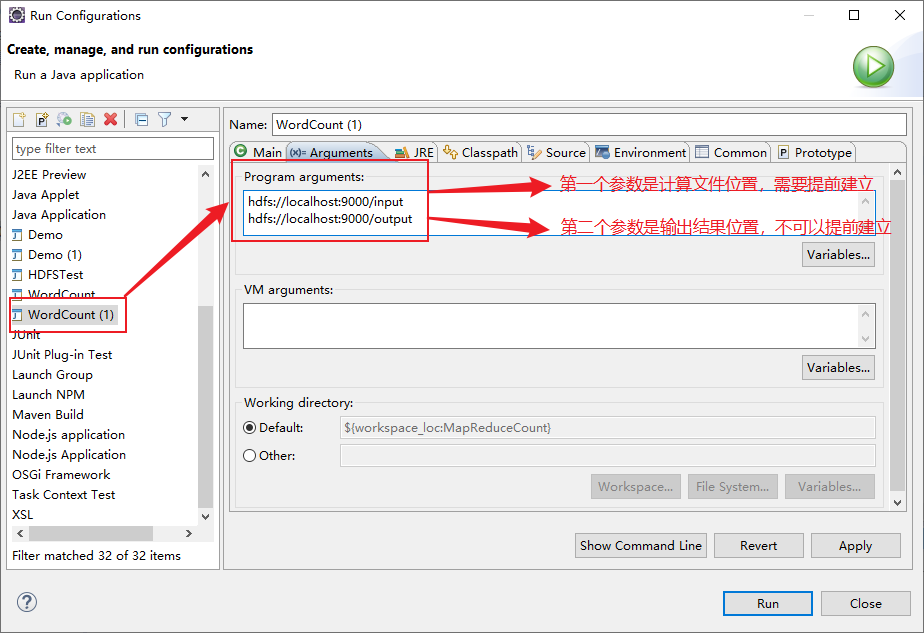 Run Configurations
Create, manage, and run configurations
Run a Java application
type filter text
J2EE Preview
Java Applet
Java Application
Demo
Demo (1)
HDFSTest
WordCount
WordCount (1)
JUnit
JUnit Plug-in Test
Launch Group
Launch NPM
Maven Build
Node.js application
Node.js Application
OSGi Framework
Task Context Test
XSL
Filter matched 32 of 32 items
Name: WordCount (1)
Main (x)= Arguments JRE Classpath Source Environment Common Prototype
Program arguments:
hdfs://localhost:9000/input
hdfs://localhost:9000/output
第一个参数是计算文件位置，需要提前建立
第二个参数是输出结果位置，不可以提前建立
Variables...
VM arguments:
Variables...
Working directory:
Default: ${workspace_loc:MapReduceCount}
Other:
Workspace... File System... Variables...
Show Command Line Revert Apply
Run Close